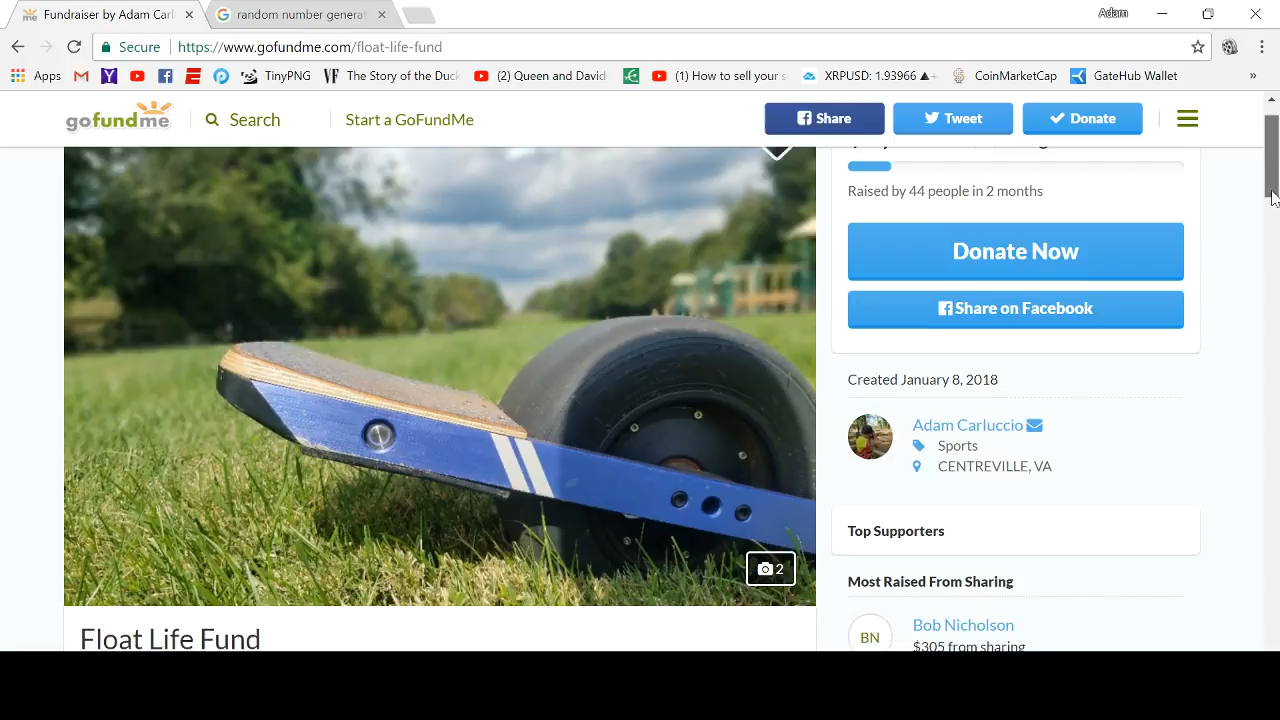 Fundraiser by Adam Carl
random number generat
Adam
Secure
https://www.gofundme.com/float-life-fund
Apps
TinyPNG
The Story of the Duc
(2) Queen and David
(1) How to sell your s
XRPUSD: 1.93966 ▲+
CoinMarketCap
GateHub Wallet
»
gofundme
Search
Start a GoFundMe
Share
Tweet
Donate
Raised by 44 people in 2 months
Donate Now
Share on Facebook
Created January 8, 2018
Adam Carluccio
Sports
CENTREVILLE, VA
Top Supporters
2
Most Raised From Sharing
BN
Bob Nicholson
$305 from sharing
Float Life Fund